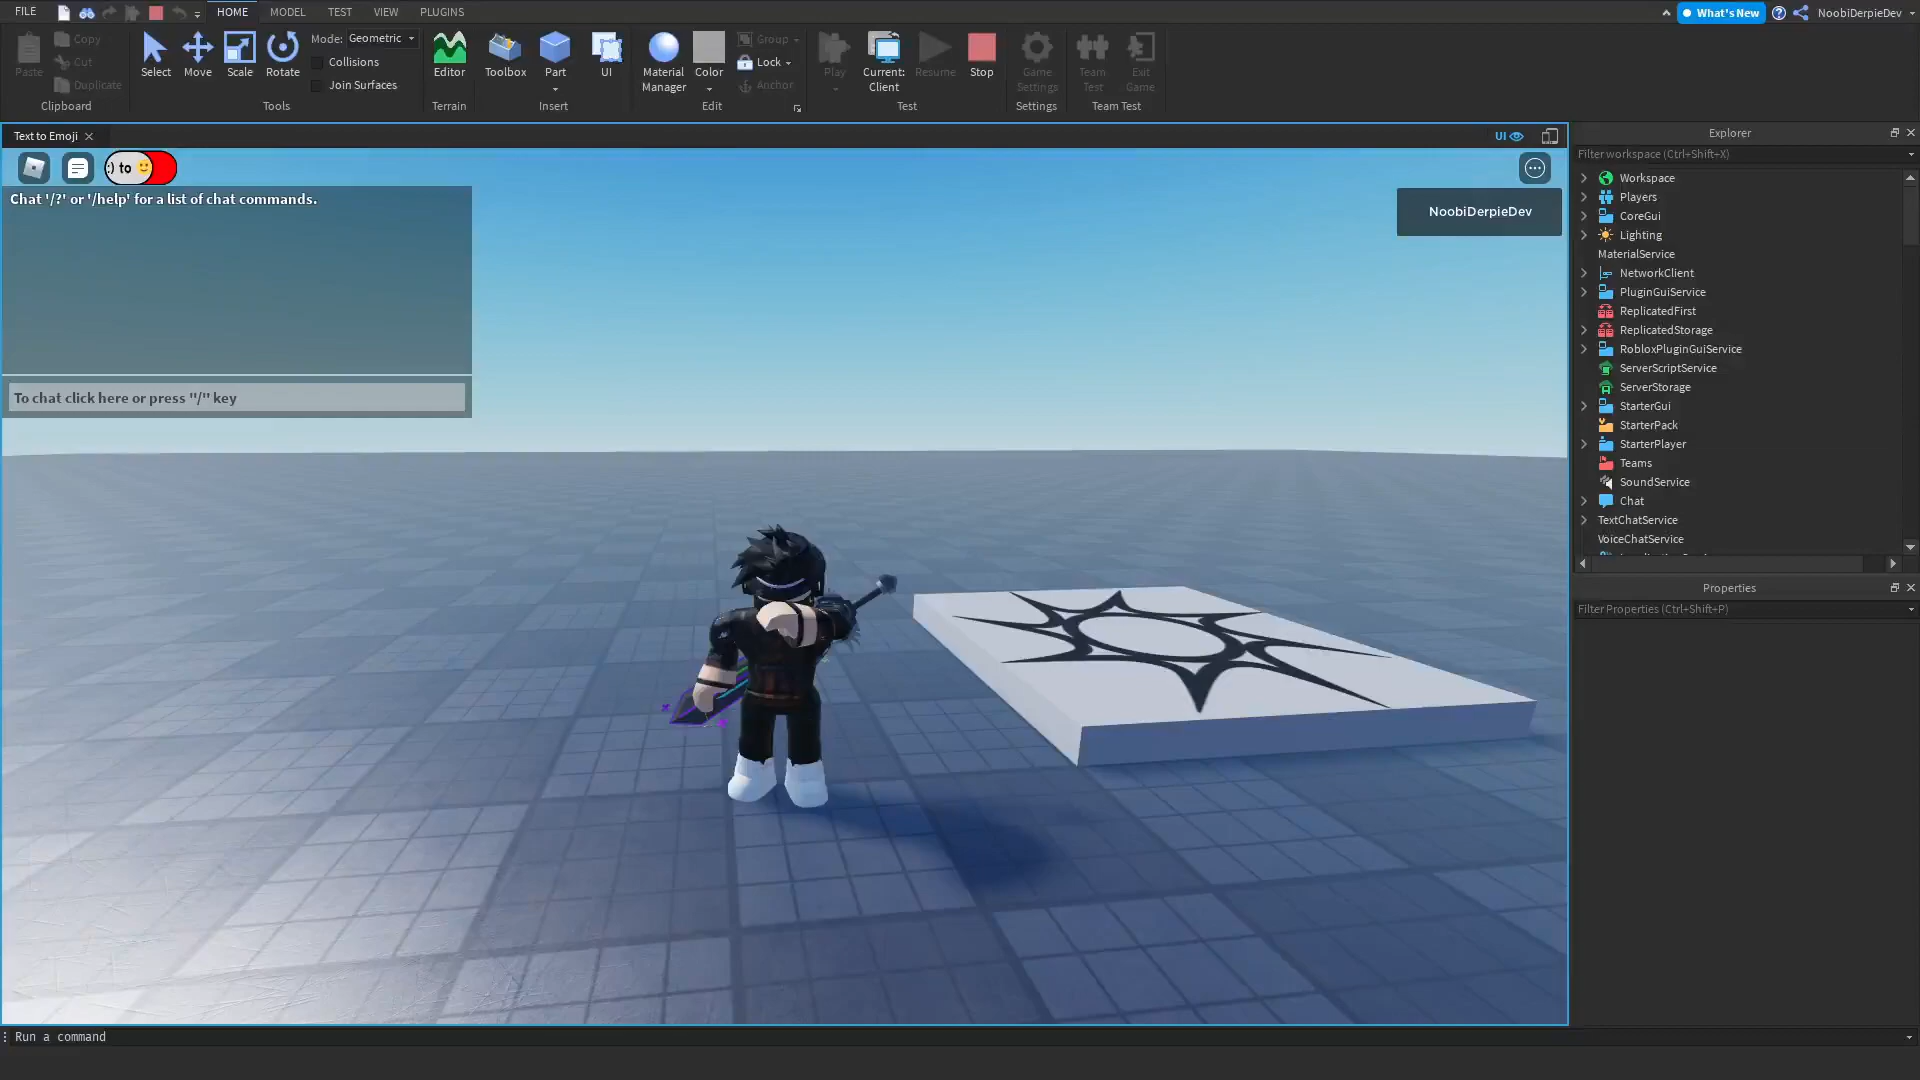 FILE
HOME
MODEL
TEST
VIEW
PLUGINS
What's New
NoobiDerpieDev
Paste
Copy
Cut
Duplicate
Clipboard
Select
Move
Scale
Rotate
Mode:
Geometric
Collisions
Join Surfaces
Tools
Editor
Terrain
Toolbox
Part
UI
Insert
Material
Manager
Color
Group
Lock
Anchor
Edit
Play
Current:
Client
Resume
Stop
Test
Game
Settings
Settings
Team
Test
Exit
Game
Team Test
Text to Emoji
UI
:) to 🙂
Chat '/?' or '/help' for a list of chat commands.
To chat click here or press "/" key
NoobiDerpieDev
Explorer
Filter workspace (Ctrl+Shift+X)
Workspace
Players
CoreGui
Lighting
MaterialService
NetworkClient
PluginGuiService
ReplicatedFirst
ReplicatedStorage
RobloxPluginGuiService
ServerScriptService
ServerStorage
StarterGui
StarterPack
StarterPlayer
Teams
SoundService
Chat
TextChatService
VoiceChatService
Properties
Filter Properties (Ctrl+Shift+P)
Run a command